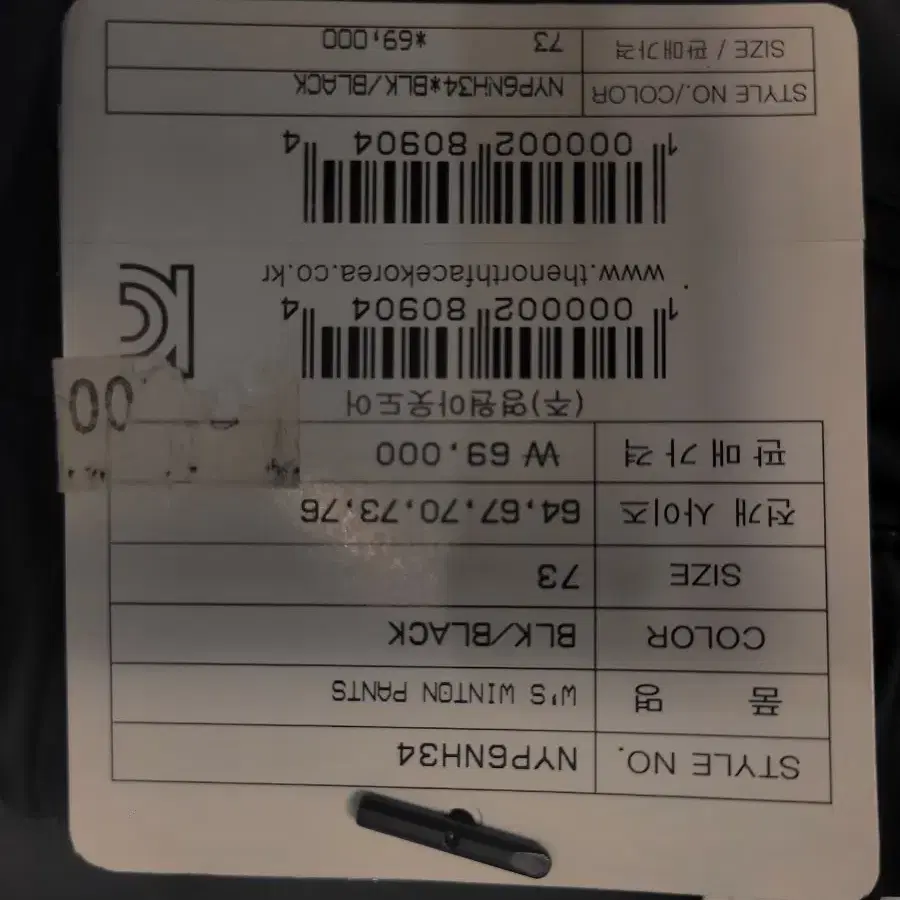 STYLE NO. NYP6NH34
품 명 W'S WINTON PANTS
COLOR BLK/BLACK
SIZE 73
전개 사이즈 64,67,70,73,76
판 매 가 격 ₩ 69.000
00
(주)영원아웃도어
1 000002 80904 4
KC
www.thenorthfacekorea.co.kr
1 000002 80904 4
STYLE NO./COLOR NYP6NH34*BLK/BLACK
SIZE / 판매가격 73 *69,000